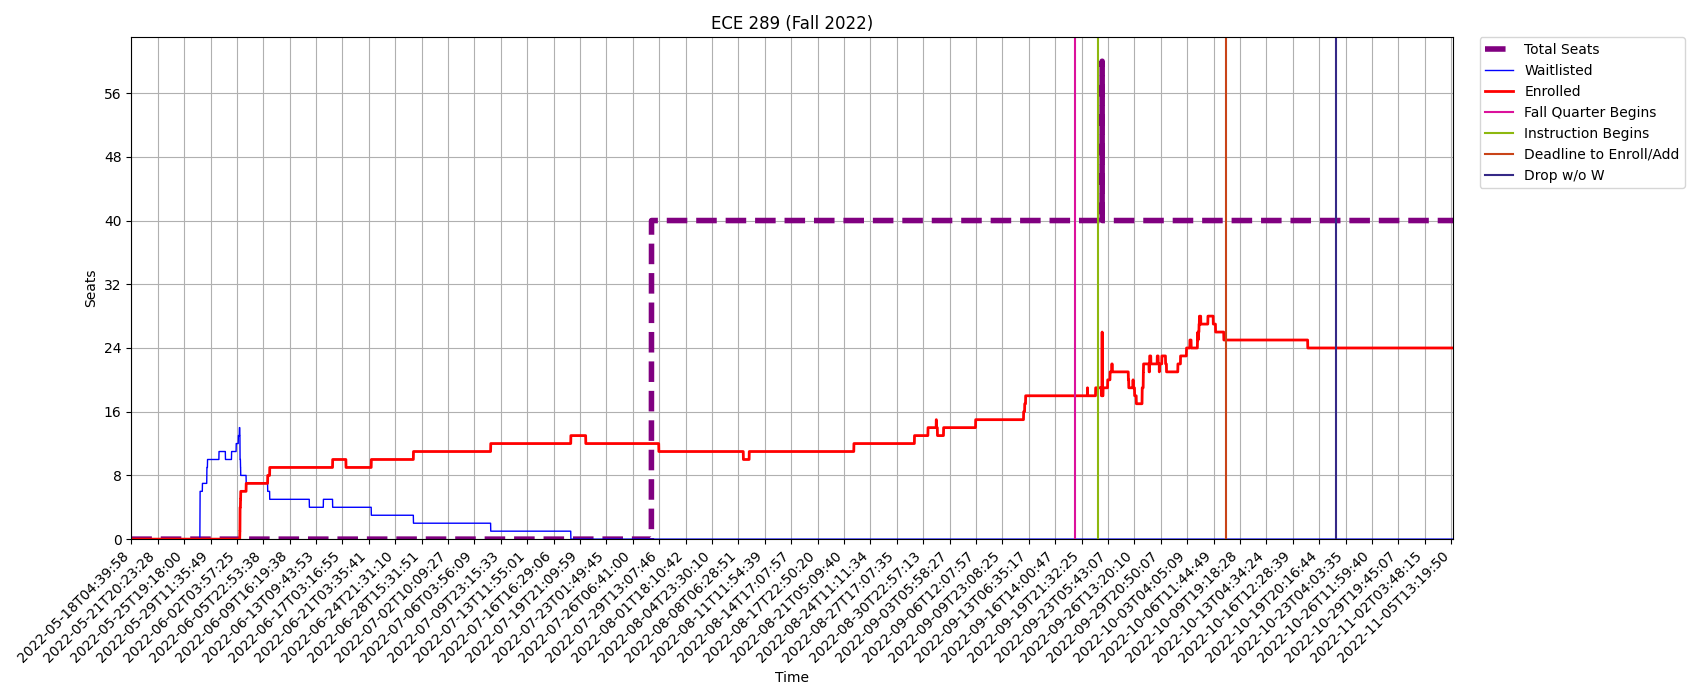 ECE 289 (Fall 2022)
Seats
56
48
40
32
24
16
8
0
2022-05-18T04:39:58
2022-05-21T20:23:28
2022-05-25T19:18:00
2022-05-29T11:35:49
2022-06-02T03:57:25
2022-06-05T22:53:38
2022-06-09T16:19:38
2022-06-13T09:43:53
2022-06-17T03:16:55
2022-06-21T03:35:41
2022-06-24T21:31:10
2022-06-28T15:31:51
2022-07-02T10:09:27
2022-07-06T03:56:09
2022-07-09T23:15:33
2022-07-13T11:55:01
2022-07-16T16:29:06
2022-07-19T21:09:59
2022-07-23T01:49:45
2022-07-26T06:41:00
2022-07-29T13:07:46
2022-08-01T18:10:42
2022-08-04T23:30:10
2022-08-08T06:28:51
2022-08-11T11:54:39
2022-08-14T17:07:57
2022-08-17T22:50:20
2022-08-21T05:09:40
2022-08-24T11:11:34
2022-08-27T17:07:35
2022-08-30T22:57:13
2022-09-03T05:58:27
2022-09-06T12:07:57
2022-09-09T23:08:25
2022-09-13T06:35:17
2022-09-16T14:00:47
2022-09-19T21:32:25
2022-09-23T05:43:07
2022-09-26T13:20:10
2022-09-29T20:50:07
2022-10-03T04:05:09
2022-10-06T11:44:49
2022-10-09T19:18:28
2022-10-13T04:34:24
2022-10-16T12:28:39
2022-10-19T20:16:44
2022-10-23T04:03:35
2022-10-26T11:59:40
2022-10-29T19:45:07
2022-11-02T03:48:15
2022-11-05T13:19:50
Time
Total Seats
Waitlisted
Enrolled
Fall Quarter Begins
Instruction Begins
Deadline to Enroll/Add
Drop w/o W